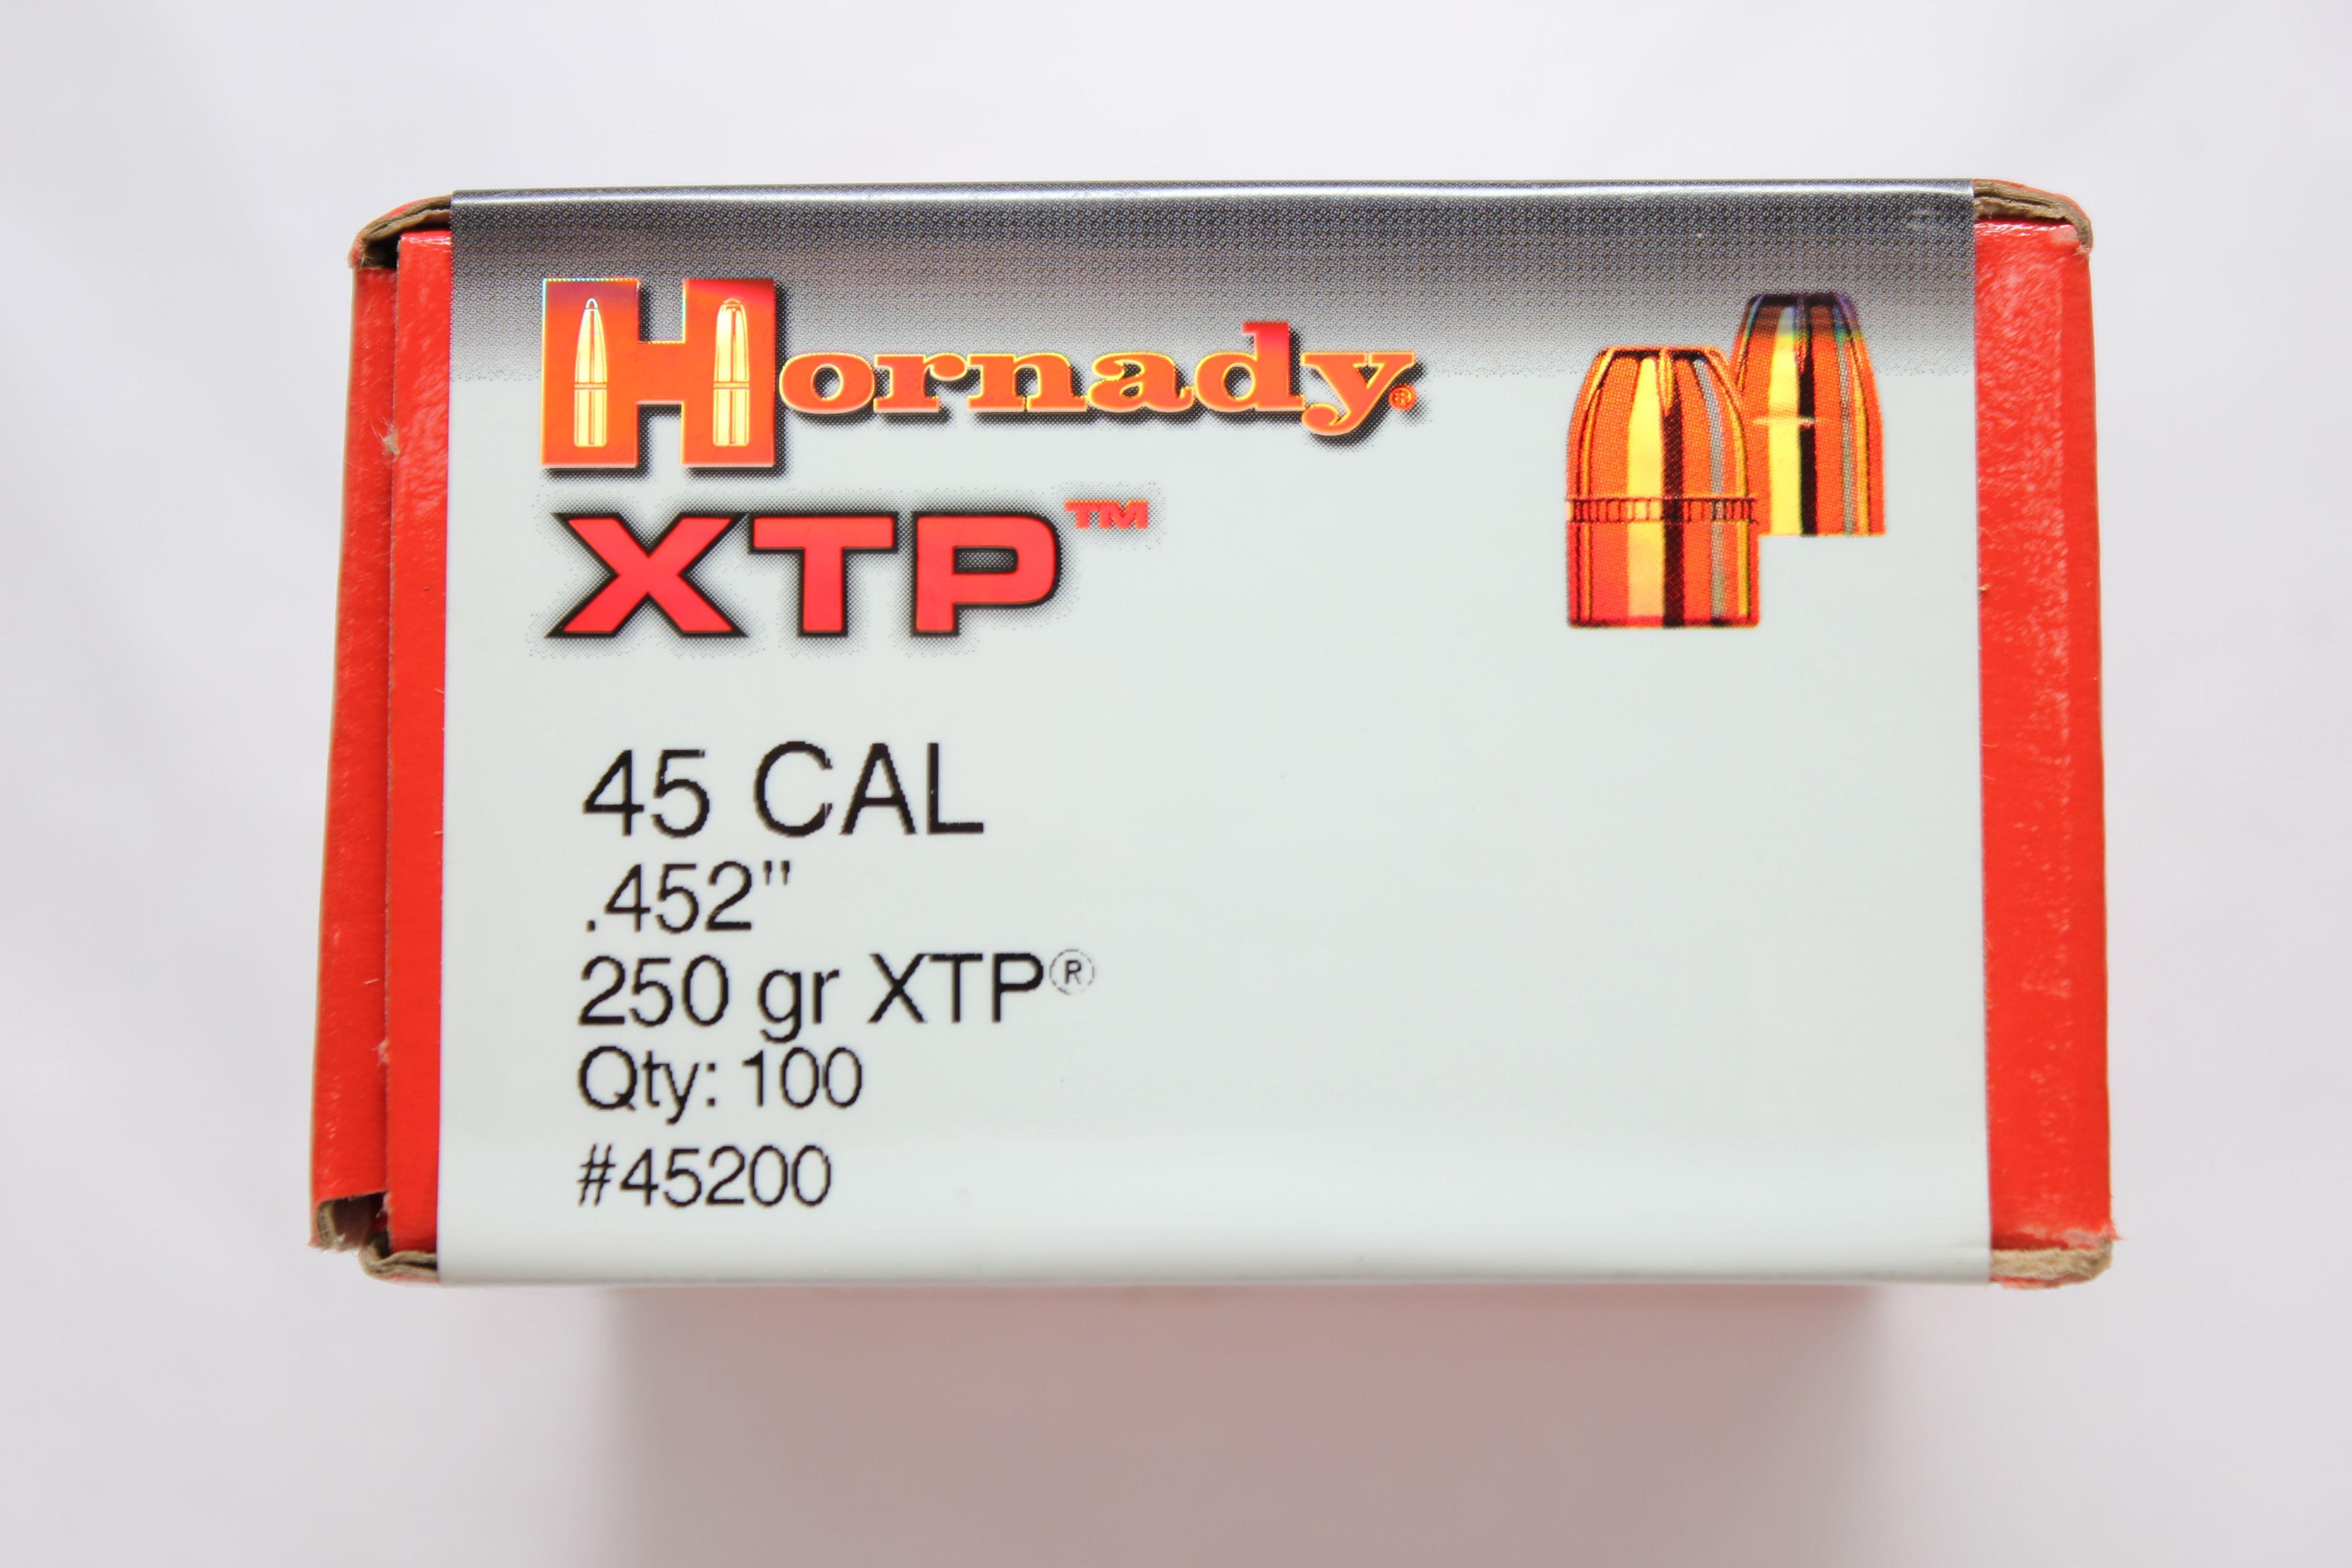 Hornady®
XTP™
45 CAL
.452"
250 gr XTP®
Qty: 100
#45200